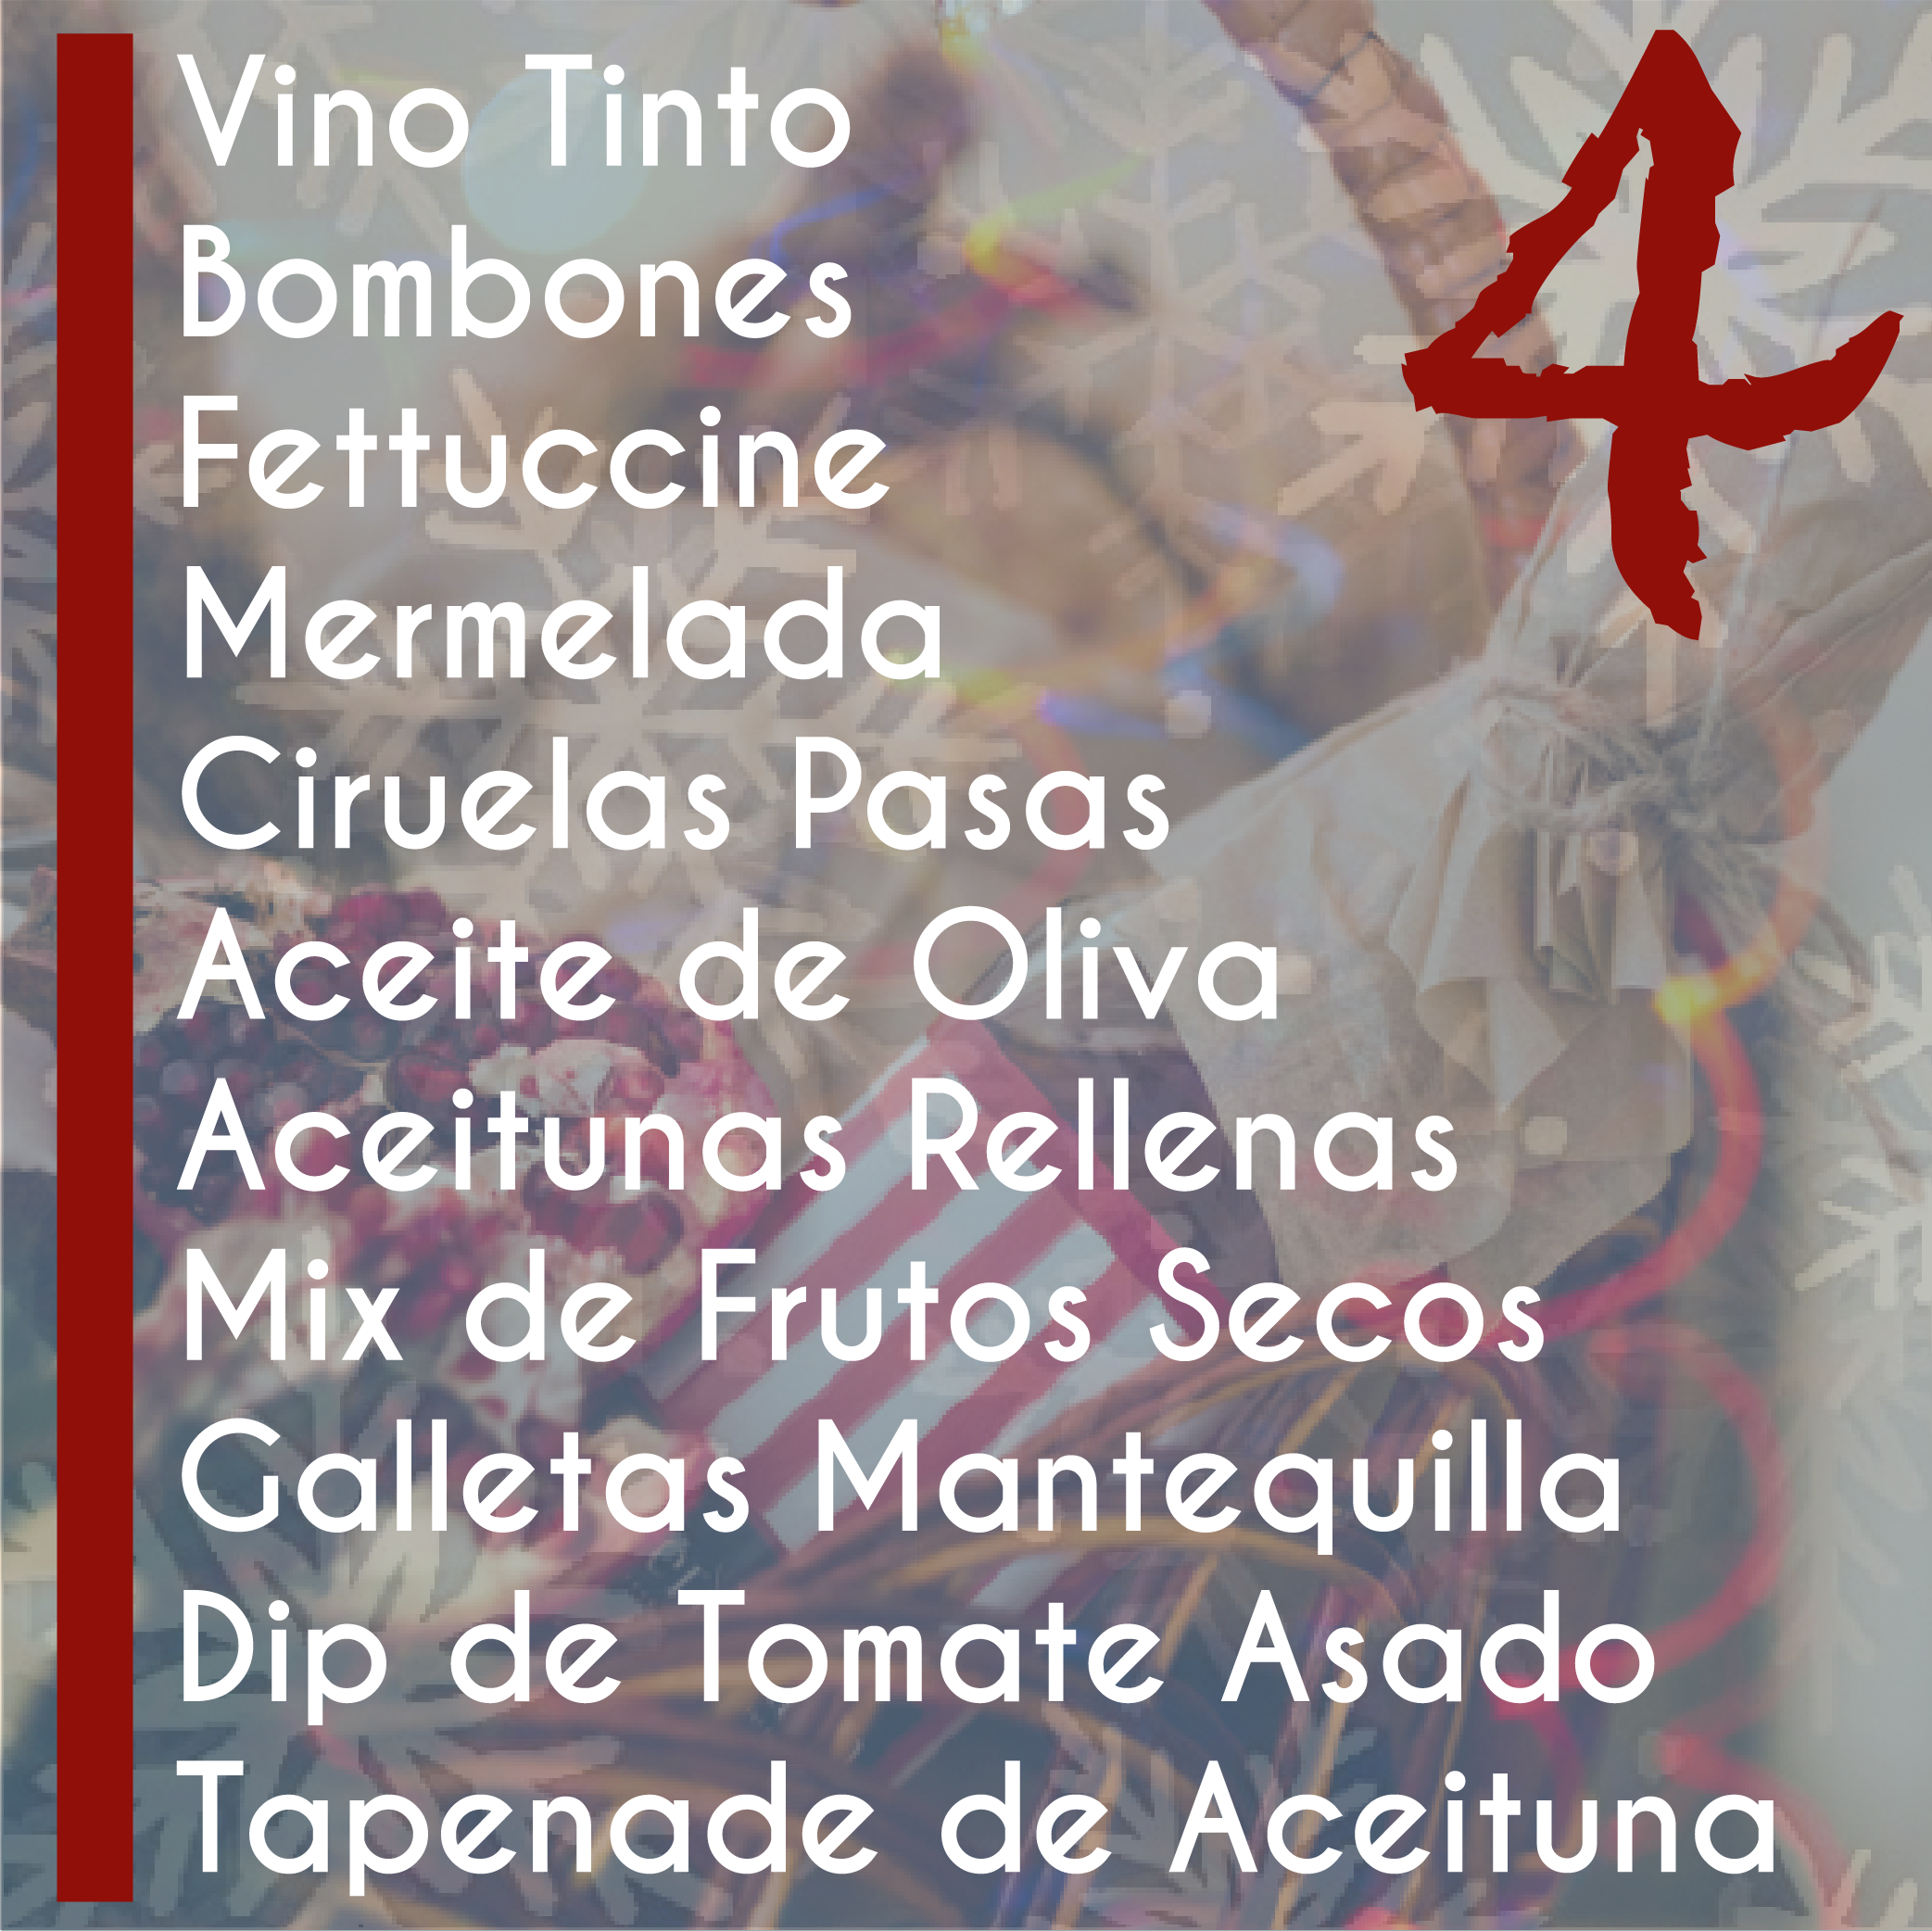 Vino Tinto
4
Bombones
Fettuccine
Mermelada
Ciruelas Pasas
Aceite de Oliva
Aceitunas Rellenas
Mix de Frutos Secos
Galletas Mantequilla
Dip de Tomate Asado
Tapenade de Aceituna